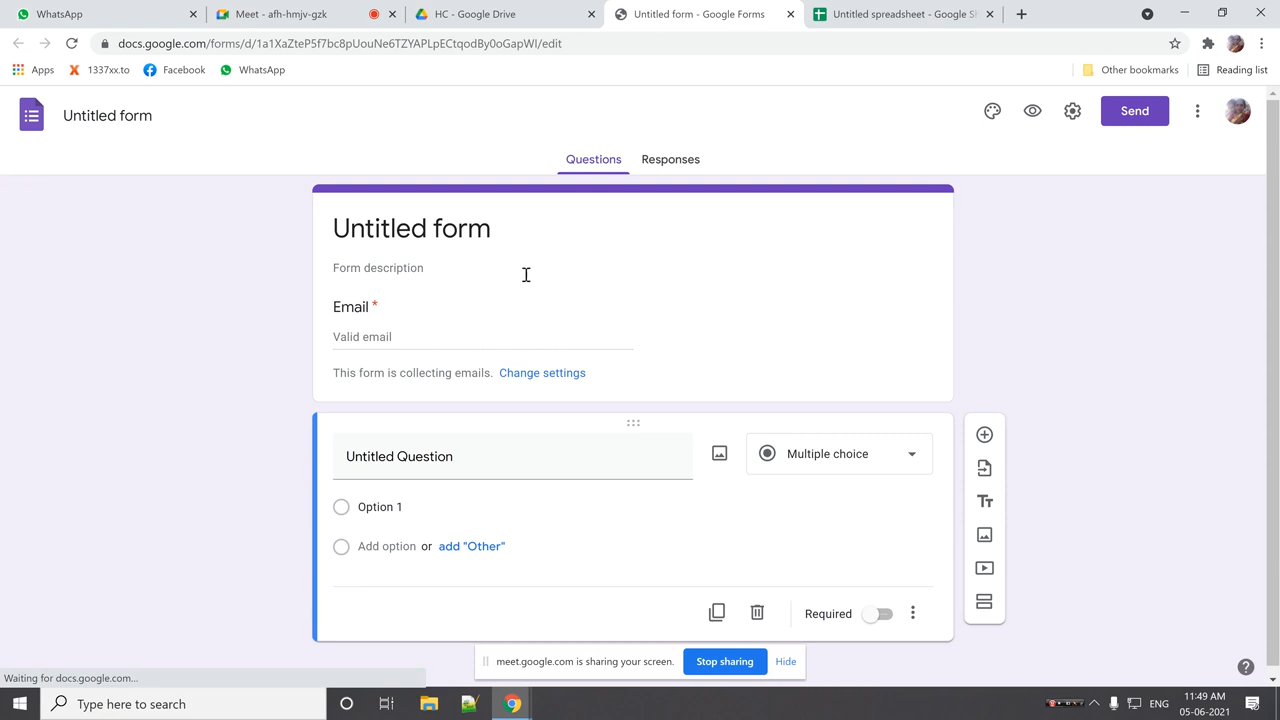 WhatsApp
Meet - afh-hmjv-gzk
HC - Google Drive
Untitled form - Google Forms
Untitled spreadsheet - Google Sh
docs.google.com/forms/d/1a1XaZteP5f7bc8pUouNe6TZYAPLpECtqodBy0oGapWI/edit
Apps
1337xx.to
Facebook
WhatsApp
Other bookmarks
Reading list
Untitled form
Send
Questions
Responses
Untitled form
Form description
Email *
Valid email
This form is collecting emails. Change settings
Untitled Question
Multiple choice
Option 1
Add option or add "Other"
Required
meet.google.com is sharing your screen.
Stop sharing
Hide
Waiting for docs.google.com...
Type here to search
ENG
11:49 AM
05-06-2021